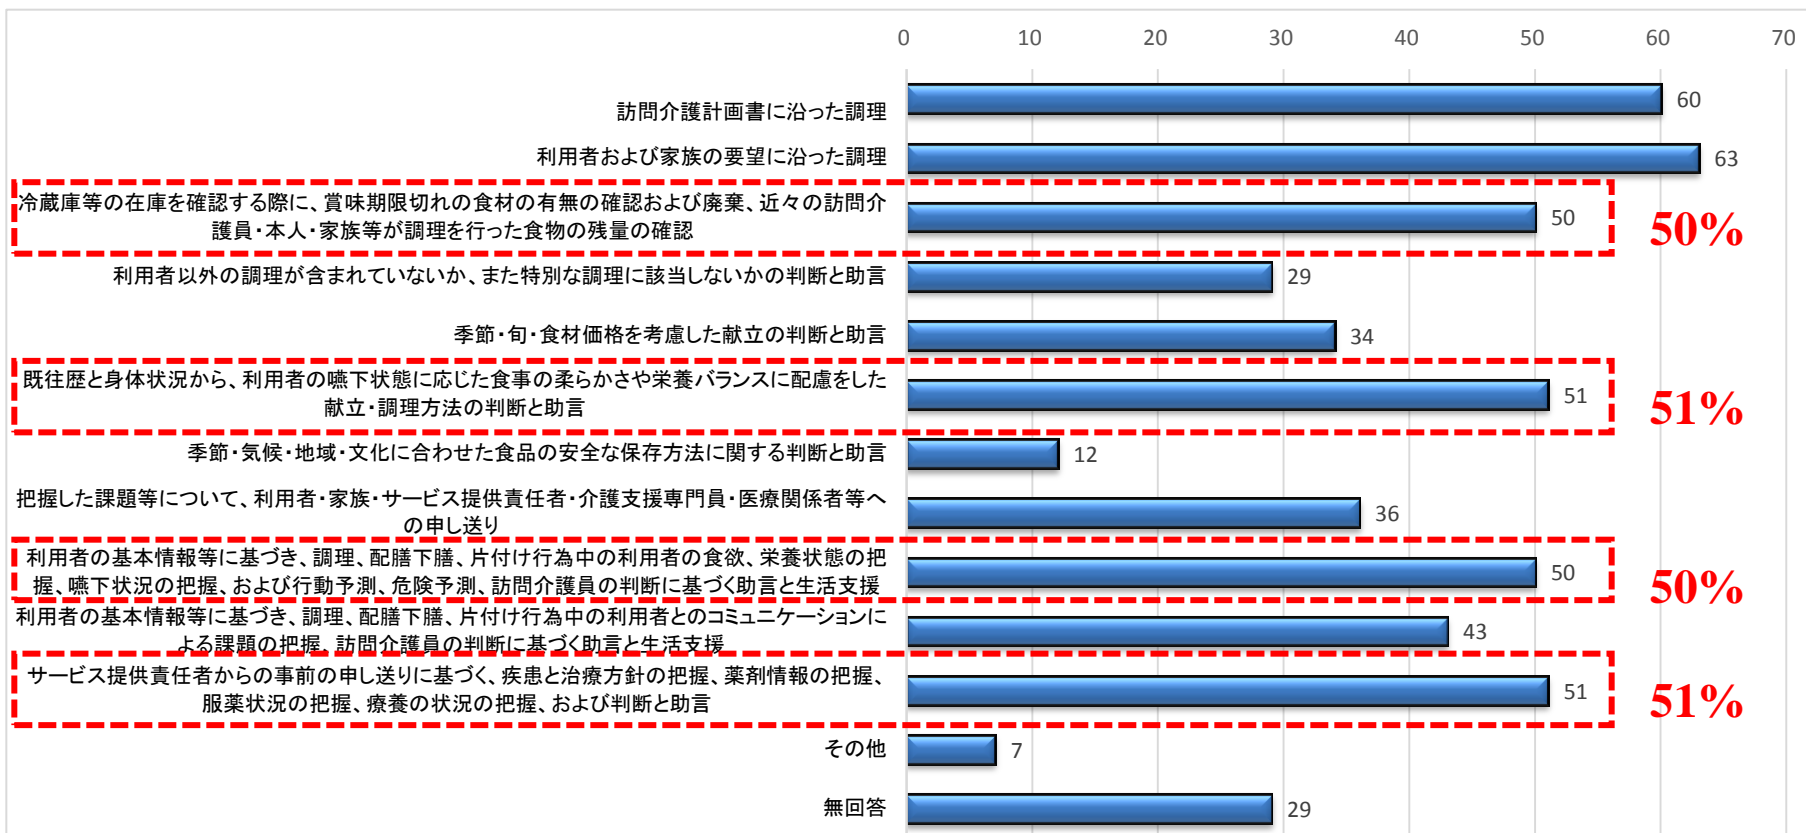 0 10 20 30 40 50 60 70
訪問介護計画書に沿った調理 60
利用者および家族の要望に沿った調理 63
冷蔵庫等の在庫を確認する際に、賞味期限切れの食材の有無の確認および廃棄、近々の訪問介
護員・本人・家族等が調理を行った食物の残量の確認
50 50%
利用者以外の調理が含まれていないか、また特別な調理に該当しないかの判断と助言 29
季節・旬・食材価格を考慮した献立の判断と助言 34
既往歴と身体状況から、利用者の嚥下状態に応じた食事の柔らかさや栄養バランスに配慮をした
献立・調理方法の判断と助言
51 51%
季節・気候・地域・文化に合わせた食品の安全な保存方法に関する判断と助言 12
把握した課題等について、利用者・家族・サービス提供責任者・介護支援専門員・医療関係者等へ
の申し送り
36
利用者の基本情報等に基づき、調理、配膳下膳、片付け行為中の利用者の食欲、栄養状態の把
握、嚥下状況の把握、および行動予測、危険予測、訪問介護員の判断に基づく助言と生活支援
50 50%
利用者の基本情報等に基づき、調理、配膳下膳、片付け行為中の利用者とのコミュニケーションに
よる課題の把握、訪問介護員の判断に基づく助言と生活支援
43
サービス提供責任者からの事前の申し送りに基づく、疾患と治療方針の把握、薬剤情報の把握、
服薬状況の把握、療養の状況の把握、および判断と助言
51 51%
その他 7
無回答 29